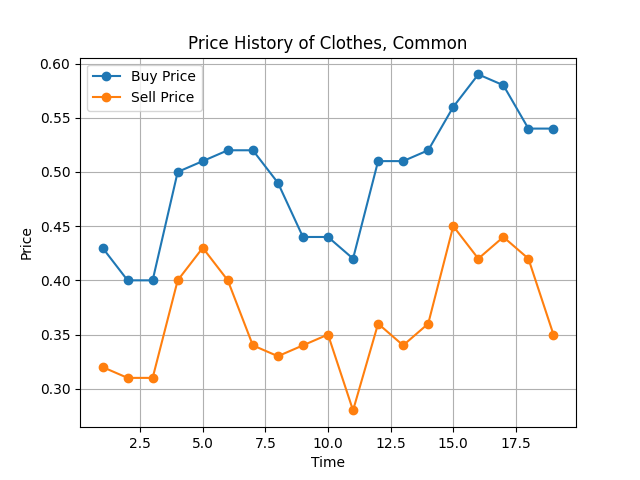 Price History of Clothes, Common
Buy Price
Sell Price
0.60
0.55
0.50
0.45
0.40
0.35
0.30
Price
2.5 5.0 7.5 10.0 12.5 15.0 17.5
Time